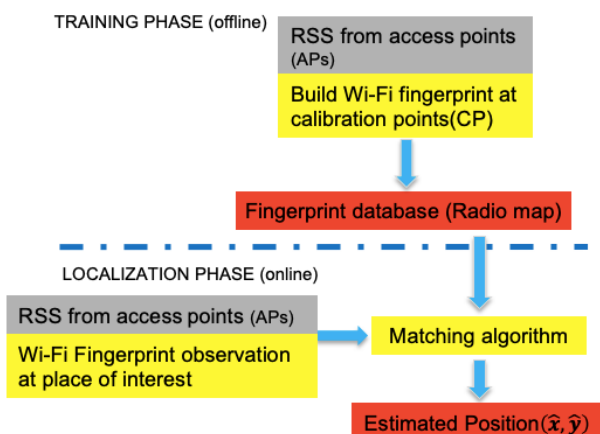 TRAINING PHASE (offline)
RSS from access points
(APs)
Build Wi-Fi fingerprint at
calibration points(CP)
Fingerprint database (Radio map)
LOCALIZATION PHASE (online)
RSS from access points (APs)
Wi-Fi Fingerprint observation
at place of interest
Matching algorithm
Estimated Position(x̂, ŷ)